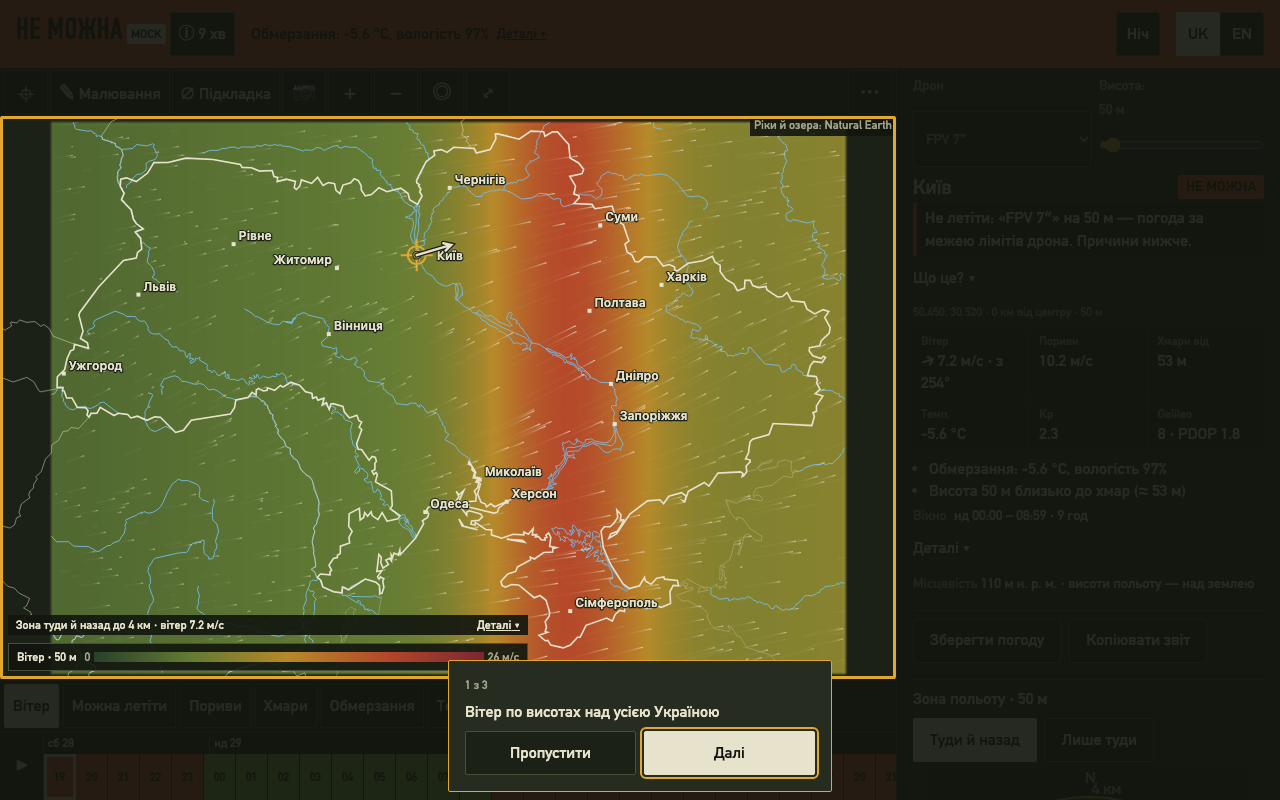 НЕ МОЖНА МОСК 9 хв Обмерзання: -5.6 °C, вологість 97% Деталі ▾ Ніч UK EN
Малювання Підкладка + −
Дрон Висота:
50 м
FPV 7″
Київ НЕ МОЖНА
Не летіти: «FPV 7″» на 50 м — погода за
межею лімітів дрона. Причини нижче.
Що це? ▾
50.450, 30.520 · 0 км від центру · 50 м
Вітер Пориви Хмари від
7.2 м/с · з 10.2 м/с 53 м
254°
Темп. Kp Galileo
-5.6 °C 2.3 8 · PDOP 1.8
• Обмерзання: -5.6 °C, вологість 97%
• Висота 50 м близько до хмар (≈ 53 м)
Вікно нд 00:00 – 08:59 · 9 год
Деталі ▾
Місцевість 110 м н. р. м. · висоти польоту — над землею
Зберегти погоду Копіювати звіт
Зона польоту · 50 м
Туди й назад Лише туди
N
4 км
Ріки й озера: Natural Earth
Чернігів
Суми
Рівне
Київ
Житомир
Харків
Львів
Полтава
Вінниця
Ужгород
Дніпро
Запоріжжя
Миколаїв
Херсон
Одеса
Сімферополь
Зона туди й назад до 4 км · вітер 7.2 м/с Деталі ▾
Вітер · 50 м 0 26 м/с
1 з 3
Вітер по висотах над усією Україною
Пропустити Далі
Вітер Можна летіти Пориви Хмари Обмерзання
сб 28 нд 29
19 20 21 22 23 00 01 02 03 04 05 06 07 20 21